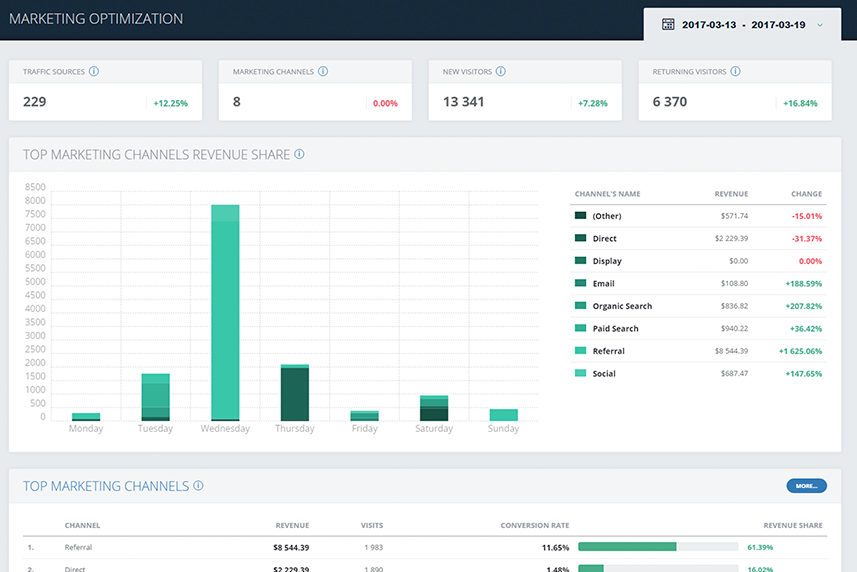 MARKETING OPTIMIZATION
2017-03-13 - 2017-03-19
TRAFFIC SOURCES
229 +12.25%
MARKETING CHANNELS
8 0.00%
NEW VISITORS
13 341 +7.28%
RETURNING VISITORS
6 370 +16.84%
TOP MARKETING CHANNELS REVENUE SHARE
8500
8000
7500
7000
6500
6000
5500
5000
4500
4000
3500
3000
2500
2000
1500
1000
500
0
Monday Tuesday Wednesday Thursday Friday Saturday Sunday
CHANNEL'S NAME REVENUE CHANGE
(Other) $571.74 -15.01%
Direct $2 229.39 -31.37%
Display $0.00 0.00%
Email $108.80 +188.59%
Organic Search $836.82 +207.82%
Paid Search $940.22 +36.42%
Referral $8 544.39 +1 625.06%
Social $687.47 +147.65%
TOP MARKETING CHANNELS
MORE...
CHANNEL REVENUE VISITS CONVERSION RATE REVENUE SHARE
1. Referral $8 544.39 1 983 11.65% 61.39%
2. Direct $2 229.39 1 890 1.48% 16.02%